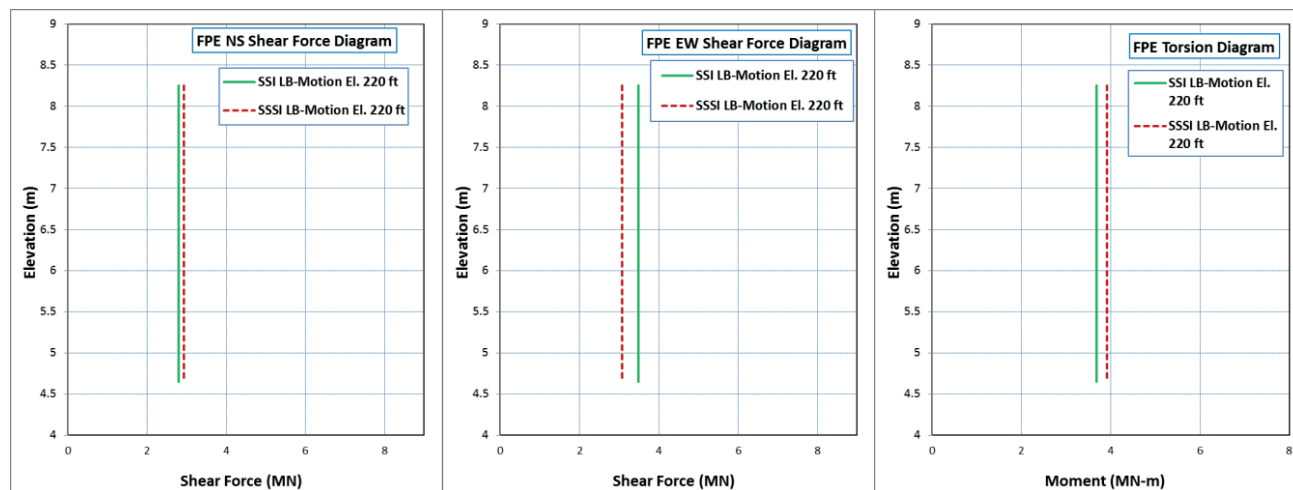 FPE NS Shear Force Diagram
SSI LB-Motion El. 220 ft
SSSI LB-Motion El. 220 ft
9
8.5
8
7.5
7
6.5
6
5.5
5
4.5
4
Elevation (m)
0 2 4 6 8
Shear Force (MN)
FPE EW Shear Force Diagram
SSI LB-Motion El. 220 ft
SSSI LB-Motion El. 220 ft
9
8.5
8
7.5
7
6.5
6
5.5
5
4.5
4
Elevation (m)
0 2 4 6 8
Shear Force (MN)
FPE Torsion Diagram
SSI LB-Motion El.
220 ft
SSSI LB-Motion El.
220 ft
9
8.5
8
7.5
7
6.5
6
5.5
5
4.5
4
Elevation (m)
0 2 4 6 8
Moment (MN-m)